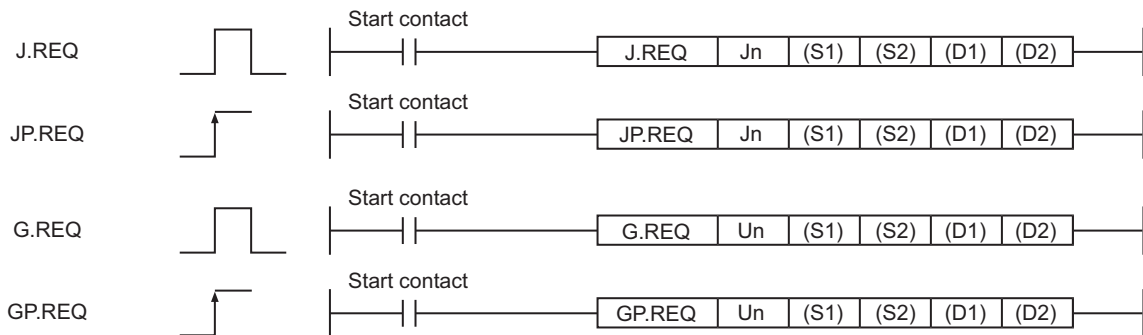 Start contact
J.REQ J.REQ Jn (S1) (S2) (D1) (D2)
Start contact
JP.REQ JP.REQ Jn (S1) (S2) (D1) (D2)
Start contact
G.REQ G.REQ Un (S1) (S2) (D1) (D2)
Start contact
GP.REQ GP.REQ Un (S1) (S2) (D1) (D2)